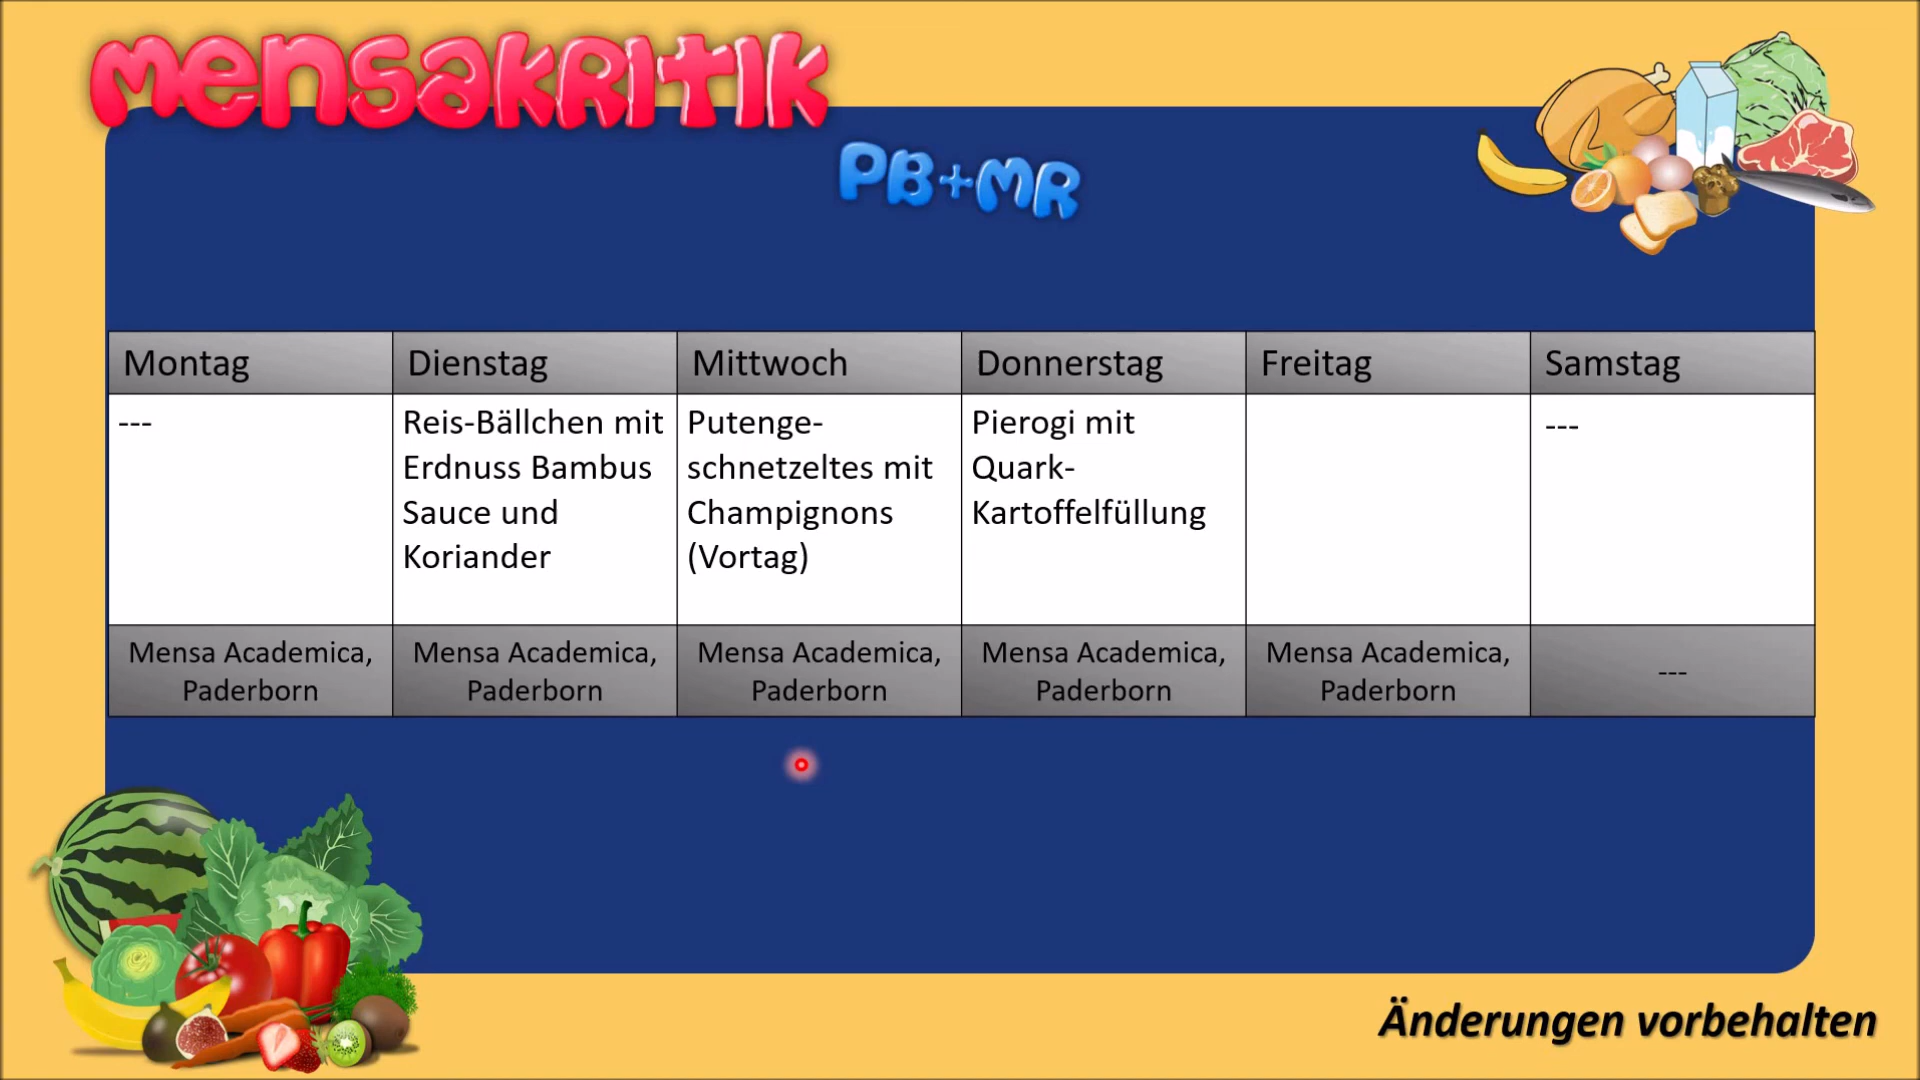 MENSAKRITIK
PB+MR
Montag
Dienstag
Mittwoch
Donnerstag
Freitag
Samstag
---
Reis-Bällchen mit
Erdnuss Bambus
Sauce und
Koriander
Putenge-
schnetzeltes mit
Champignons
(Vortag)
Pierogi mit
Quark-
Kartoffelfüllung
---
Mensa Academica,
Paderborn
Mensa Academica,
Paderborn
Mensa Academica,
Paderborn
Mensa Academica,
Paderborn
Mensa Academica,
Paderborn
---
Änderungen vorbehalten